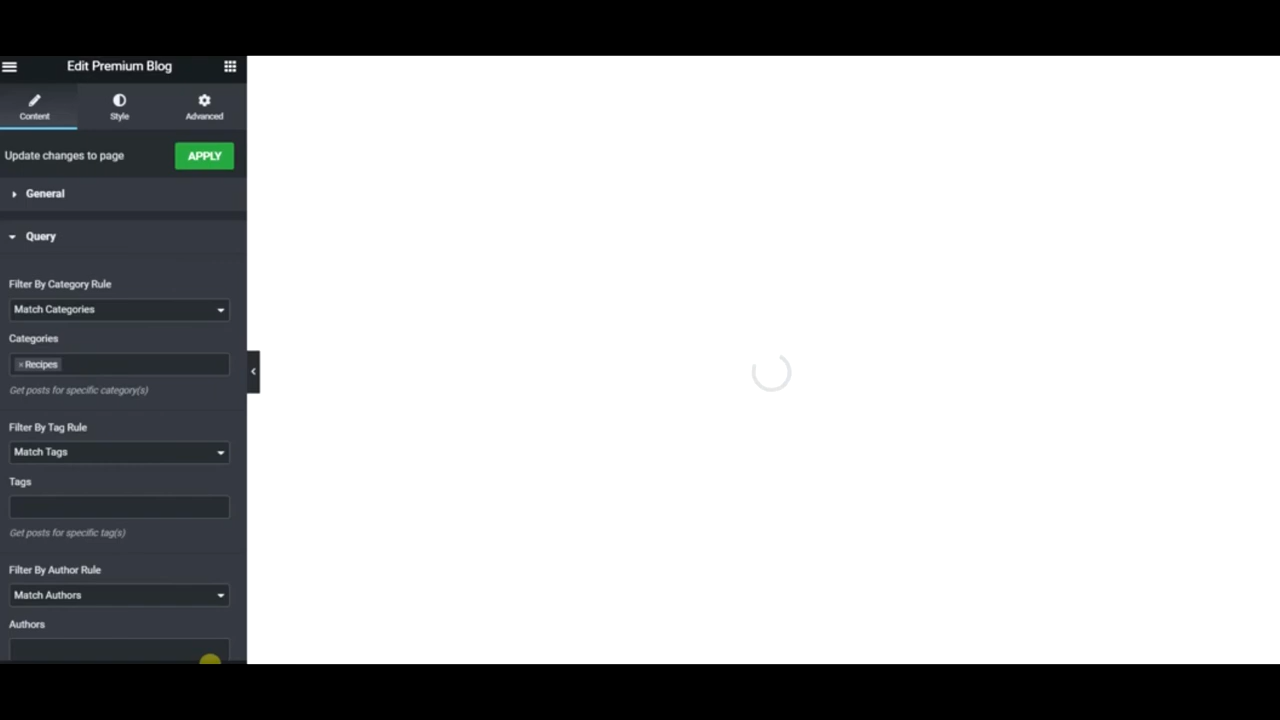 Edit Premium Blog
Content
Style
Advanced
Update changes to page
APPLY
General
Query
Filter By Category Rule
Match Categories
Categories
×Recipes
Get posts for specific category(s)
Filter By Tag Rule
Match Tags
Tags
Get posts for specific tag(s)
Filter By Author Rule
Match Authors
Authors